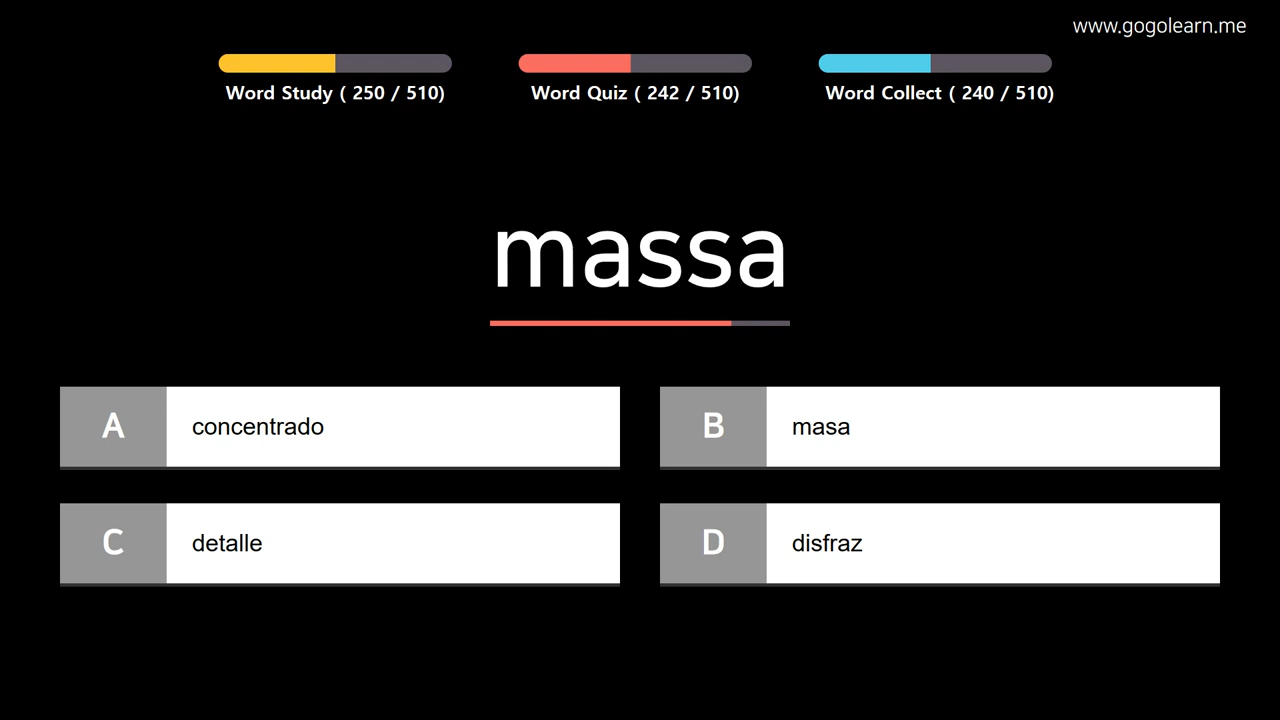 www.gogolearn.me
Word Study ( 250 / 510)
Word Quiz ( 242 / 510)
Word Collect ( 240 / 510)
massa
A concentrado
B masa
C detalle
D disfraz